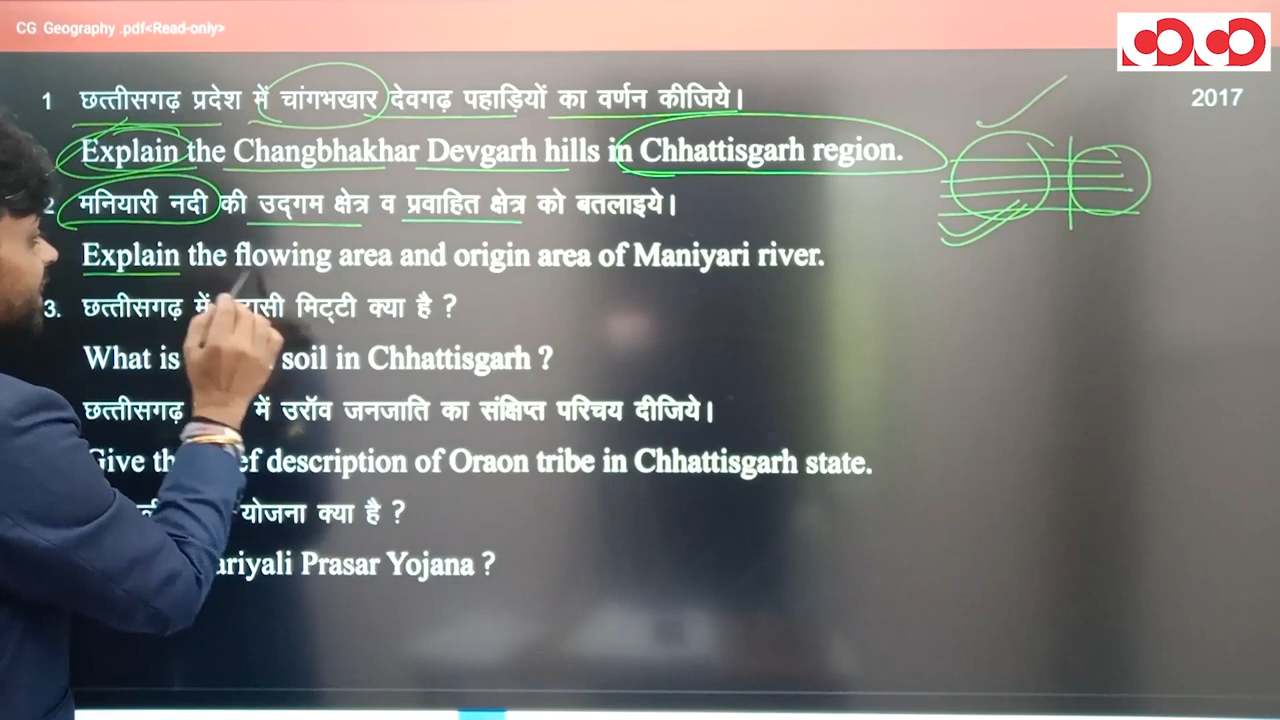 CG Geography .pdf<Read-only>
1 छत्तीसगढ़ प्रदेश में चांगभखार देवगढ़ पहाड़ियों का वर्णन कीजिये। 2017
Explain the Changbhakhar Devgarh hills in Chhattisgarh region.
2 मनियारी नदी की उद्गम क्षेत्र व प्रवाहित क्षेत्र को बतलाइये।
Explain the flowing area and origin area of Maniyari river.
3. छत्तीसगढ़ में मिट्टी क्या है ?
What is soil in Chhattisgarh ?
छत्तीसगढ़ में उरॉव जनजाति का संक्षिप्त परिचय दीजिये।
Give description of Oraon tribe in Chhattisgarh state.
योजना क्या है ?
Prasar Yojana ?